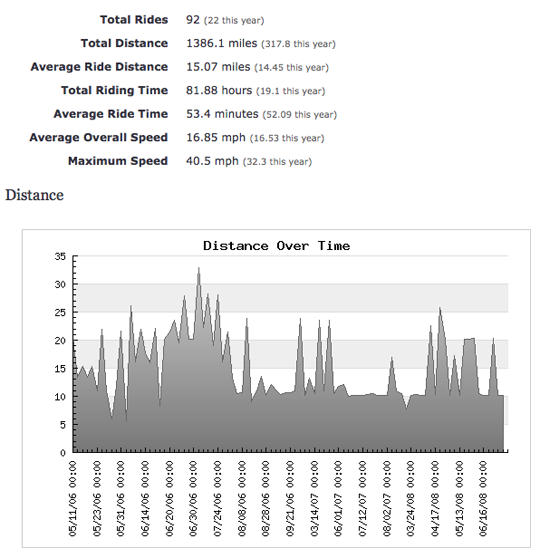 Total Rides 92 (22 this year)
Total Distance 1386.1 miles (317.8 this year)
Average Ride Distance 15.07 miles (14.45 this year)
Total Riding Time 81.88 hours (19.1 this year)
Average Ride Time 53.4 minutes (52.09 this year)
Average Overall Speed 16.85 mph (16.53 this year)
Maximum Speed 40.5 mph (32.3 this year)
Distance
Distance Over Time
35
30
25
20
15
10
5
0
05/11/06 00:00
05/23/06 00:00
05/31/06 00:00
06/14/06 00:00
06/20/06 00:00
06/30/06 00:00
07/24/06 00:00
08/08/06 00:00
08/28/06 00:00
09/21/06 00:00
03/14/07 00:00
06/01/07 00:00
07/12/07 00:00
08/02/07 00:00
03/24/08 00:00
04/17/08 00:00
05/13/08 00:00
06/16/08 00:00